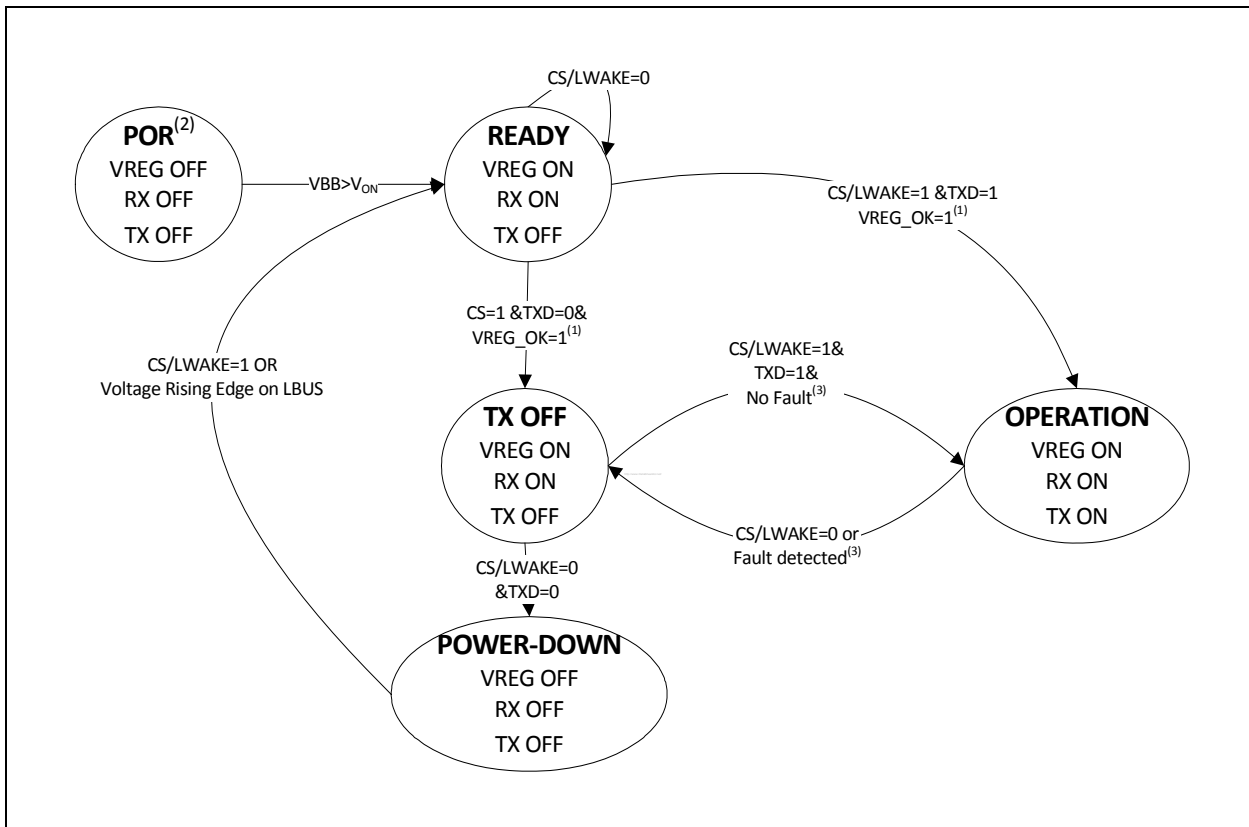 CS/LWAKE=0
POR(2)
VREG OFF
RX OFF
TX OFF
VBB>VON
READY
VREG ON
RX ON
TX OFF
CS/LWAKE=1 &TXD=1
VREG_OK=1(1)
CS=1 &TXD=0&
VREG_OK=1(1)
CS/LWAKE=1 OR
Voltage Rising Edge on LBUS
CS/LWAKE=1&
TXD=1&
No Fault(3)
TX OFF
VREG ON
RX ON
TX OFF
OPERATION
VREG ON
RX ON
TX ON
CS/LWAKE=0 or
Fault detected(3)
CS/LWAKE=0
&TXD=0
POWER-DOWN
VREG OFF
RX OFF
TX OFF